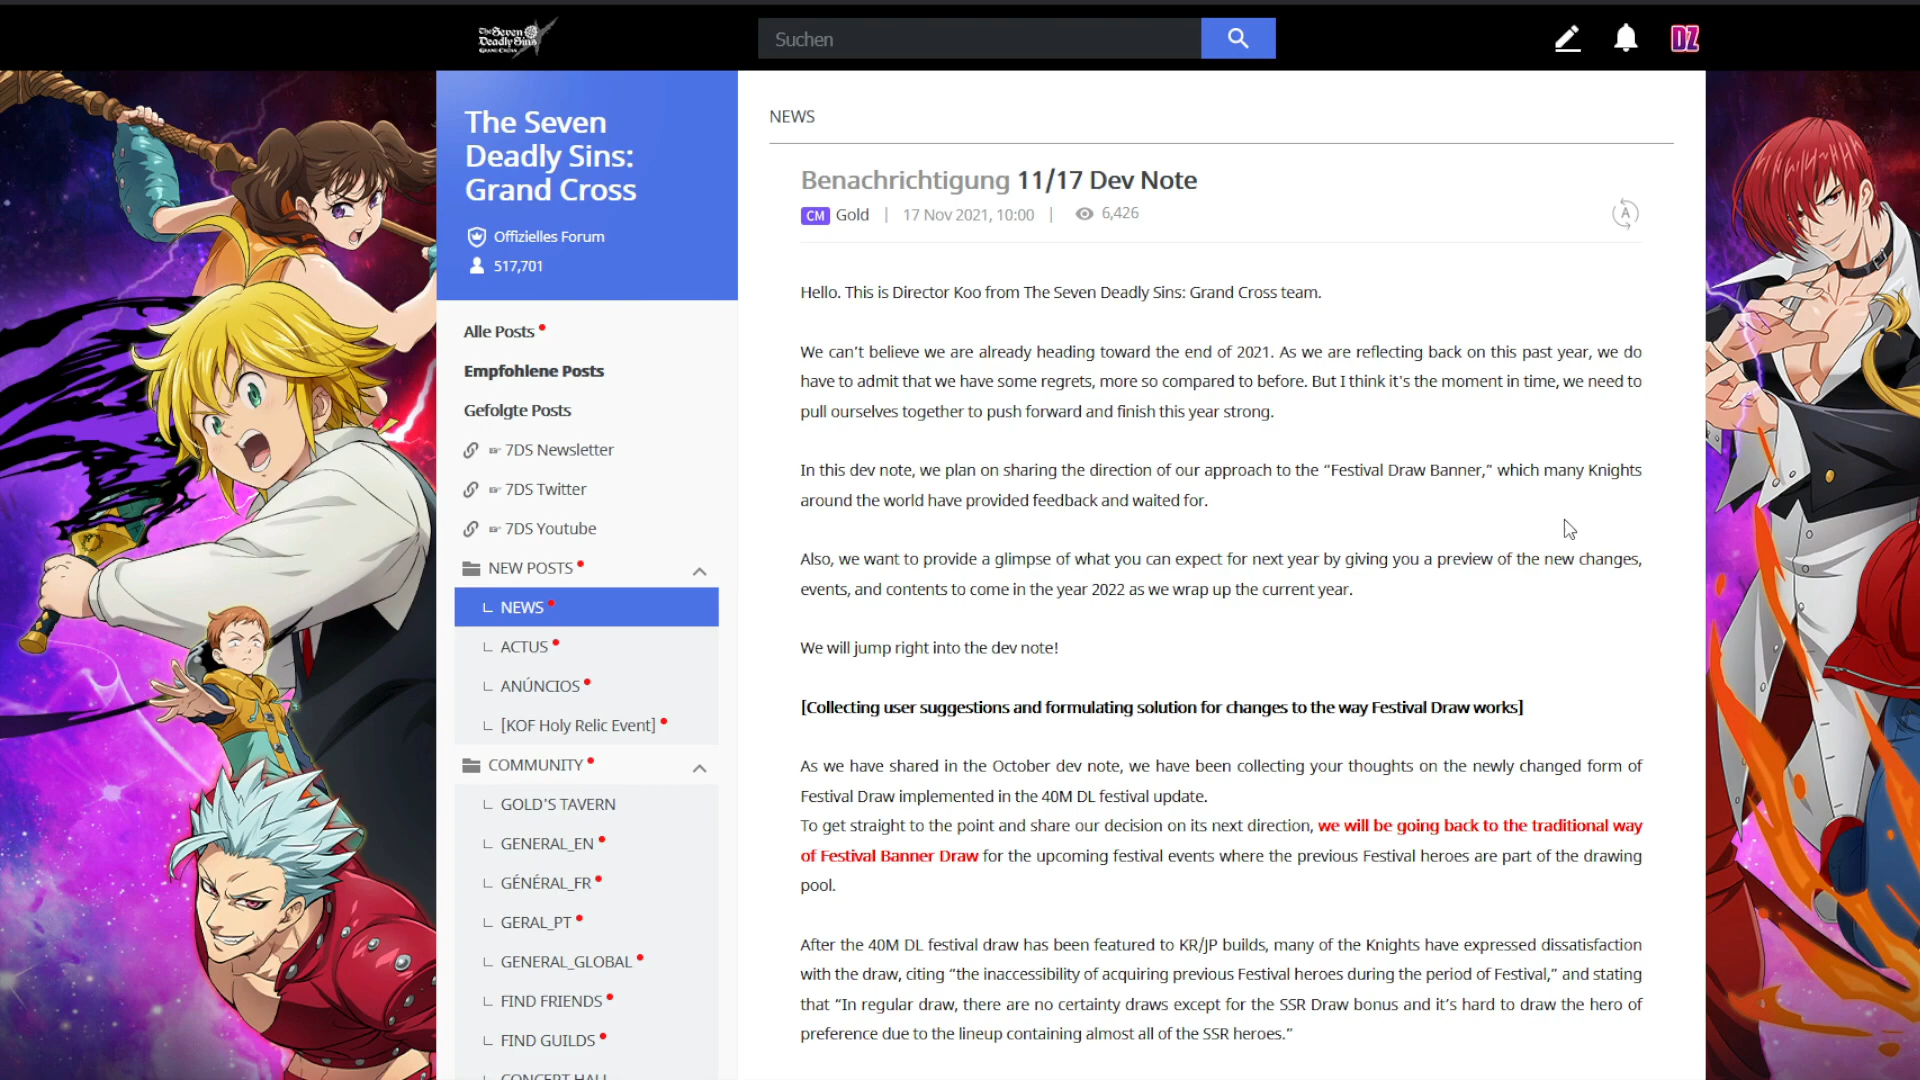 The Seven
Deadly Sins
GRAND CROSS
Suchen
DZ
The Seven
Deadly Sins:
Grand Cross
Offizielles Forum
517,701
Alle Posts
Empfohlene Posts
Gefolgte Posts
7DS Newsletter
7DS Twitter
7DS Youtube
NEW POSTS
NEWS
ACTUS
ANÚNCIOS
[KOF Holy Relic Event]
COMMUNITY
GOLD'S TAVERN
GENERAL_EN
GÉNÉRAL_FR
GERAL_PT
GENERAL_GLOBAL
FIND FRIENDS
FIND GUILDS
CONCERT HALL
NEWS
Benachrichtigung 11/17 Dev Note
CM Gold | 17 Nov 2021, 10:00 | 6,426
A
Hello. This is Director Koo from The Seven Deadly Sins: Grand Cross team.
We can't believe we are already heading toward the end of 2021. As we are reflecting back on this past year, we do
have to admit that we have some regrets, more so compared to before. But I think it's the moment in time, we need to
pull ourselves together to push forward and finish this year strong.
In this dev note, we plan on sharing the direction of our approach to the “Festival Draw Banner,” which many Knights
around the world have provided feedback and waited for.
Also, we want to provide a glimpse of what you can expect for next year by giving you a preview of the new changes,
events, and contents to come in the year 2022 as we wrap up the current year.
We will jump right into the dev note!
[Collecting user suggestions and formulating solution for changes to the way Festival Draw works]
As we have shared in the October dev note, we have been collecting your thoughts on the newly changed form of
Festival Draw implemented in the 40M DL festival update.
To get straight to the point and share our decision on its next direction, we will be going back to the traditional way
of Festival Banner Draw for the upcoming festival events where the previous Festival heroes are part of the drawing
pool.
After the 40M DL festival draw has been featured to KR/JP builds, many of the Knights have expressed dissatisfaction
with the draw, citing “the inaccessibility of acquiring previous Festival heroes during the period of Festival,” and stating
that “In regular draw, there are no certainty draws except for the SSR Draw bonus and it's hard to draw the hero of
preference due to the lineup containing almost all of the SSR heroes.”